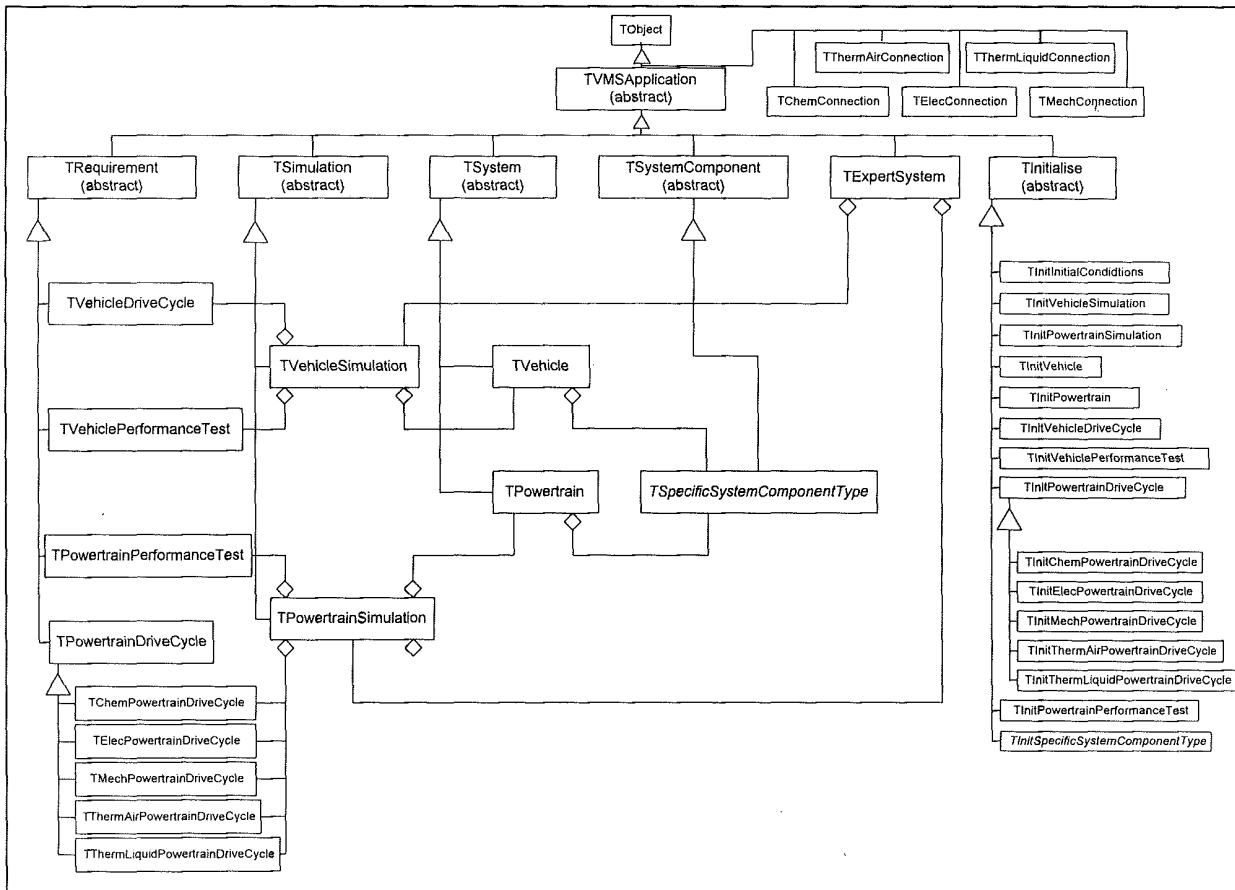 TObject
TVMSApplication
(abstract)
TThermAirConnection
TThermLiquidConnection
TChemConnection
TElecConnection
TMechConnection
TRequirement
(abstract)
TSimulation
(abstract)
TSystem
(abstract)
TSystemComponent
(abstract)
TExpertSystem
TInitialise
(abstract)
TVehicleDriveCycle
TVehicleSimulation
TVehicle
TVehiclePerformanceTest
TPowertrain
TSpecificSystemComponentType
TPowertrainPerformanceTest
TPowertrainSimulation
TPowertrainDriveCycle
TChemPowertrainDriveCycle
TElecPowertrainDriveCycle
TMechPowertrainDriveCycle
TThermAirPowertrainDriveCycle
TThermLiquidPowertrainDriveCycle
TInitInitialCondidtions
TInitVehicleSimulation
TInitPowertrainSimulation
TInitVehicle
TInitPowertrain
TInitVehicleDriveCycle
TInitVehiclePerformanceTest
TInitPowertrainDriveCycle
TInitChemPowertrainDriveCycle
TInitElecPowertrainDriveCycle
TInitMechPowertrainDriveCycle
TInitThermAirPowertrainDriveCycle
TInitThermLiquidPowertrainDriveCycle
TInitPowertrainPerformanceTest
TInitSpecificSystemComponentType